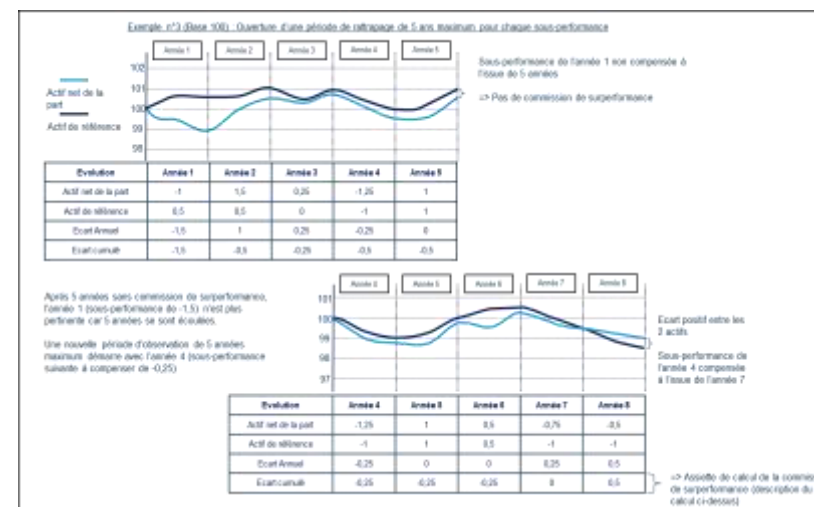 Exemple n°3 (Base 100) : Ouverture d'une période de rattrapage de 5 ans maximum pour chaque sous-performance
Année 1 Année 2 Année 3 Année 4 Année 5
102
101
100
99
98
Actif net de la
part
Actif de référence
Sous-performance de l'année 1 non compensée à
l'issue de 5 années
=> Pas de commission de surperformance
Evolution Année 1 Année 2 Année 3 Année 4 Année 5
Actif net de la part -1 1,5 0,25 -1,25 1
Actif de référence 0,5 0,5 0 -1 1
Ecart Annuel -1,5 1 0,25 -0,25 0
Ecart cumulé -1,5 -0,5 -0,25 -0,5 -0,5
Après 5 années sans commission de surperformance,
l'année 1 (sous-performance de -1,5) n'est plus
pertinente car 5 années se sont écoulées.
Une nouvelle période d'observation de 5 années
maximum démarre avec l'année 4 (sous-performance
suivante à compenser de -0,25)
Année 4 Année 5 Année 6 Année 7 Année 8
101
100
99
98
97
Ecart positif entre les
2 actifs
Sous-performance de
l'année 4 compensée
à l'issue de l'année 7
Evolution Année 4 Année 5 Année 6 Année 7 Année 8
Actif net de la part -1,25 1 0,5 -0,75 -0,5
Actif de référence -1 1 0,5 -1 -1
Ecart Annuel -0,25 0 0 0,25 0,5
Ecart cumulé -0,25 -0,25 -0,25 0 0,5
=> Assiette de calcul de la commis
de surperformance (description du
calcul ci-dessus)